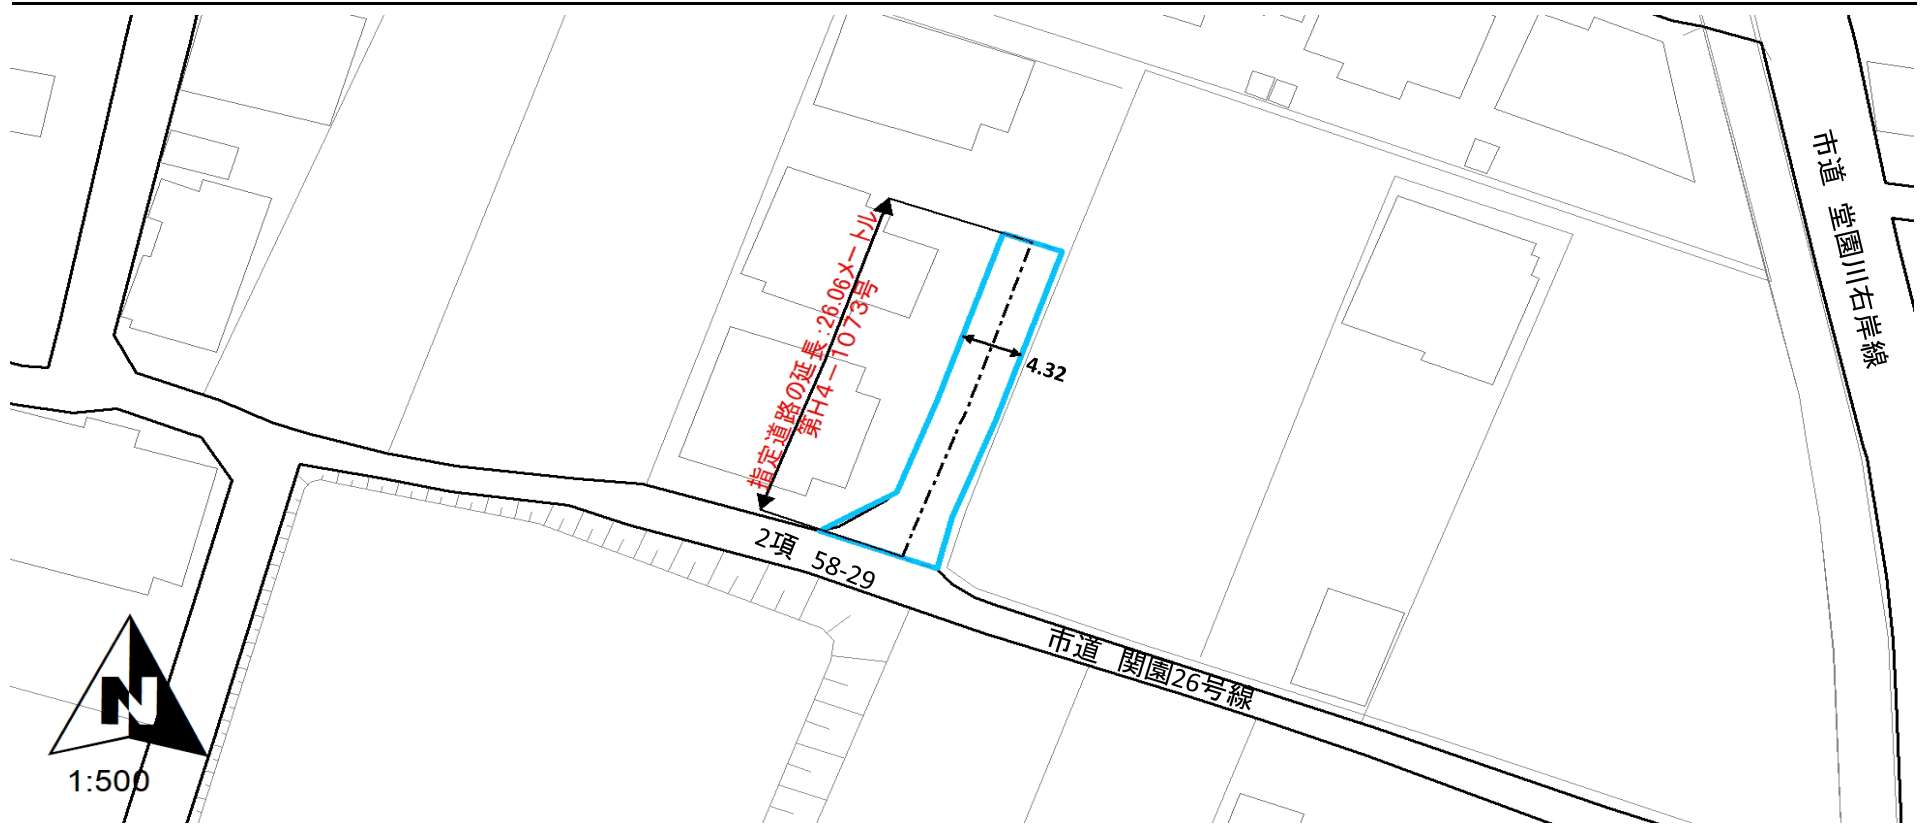 市道 堂園川右岸線
指定道路の延長:26.06メートル
第H4－1073号
4.32
2項 58-29
市道 関園26号線
N
1:500